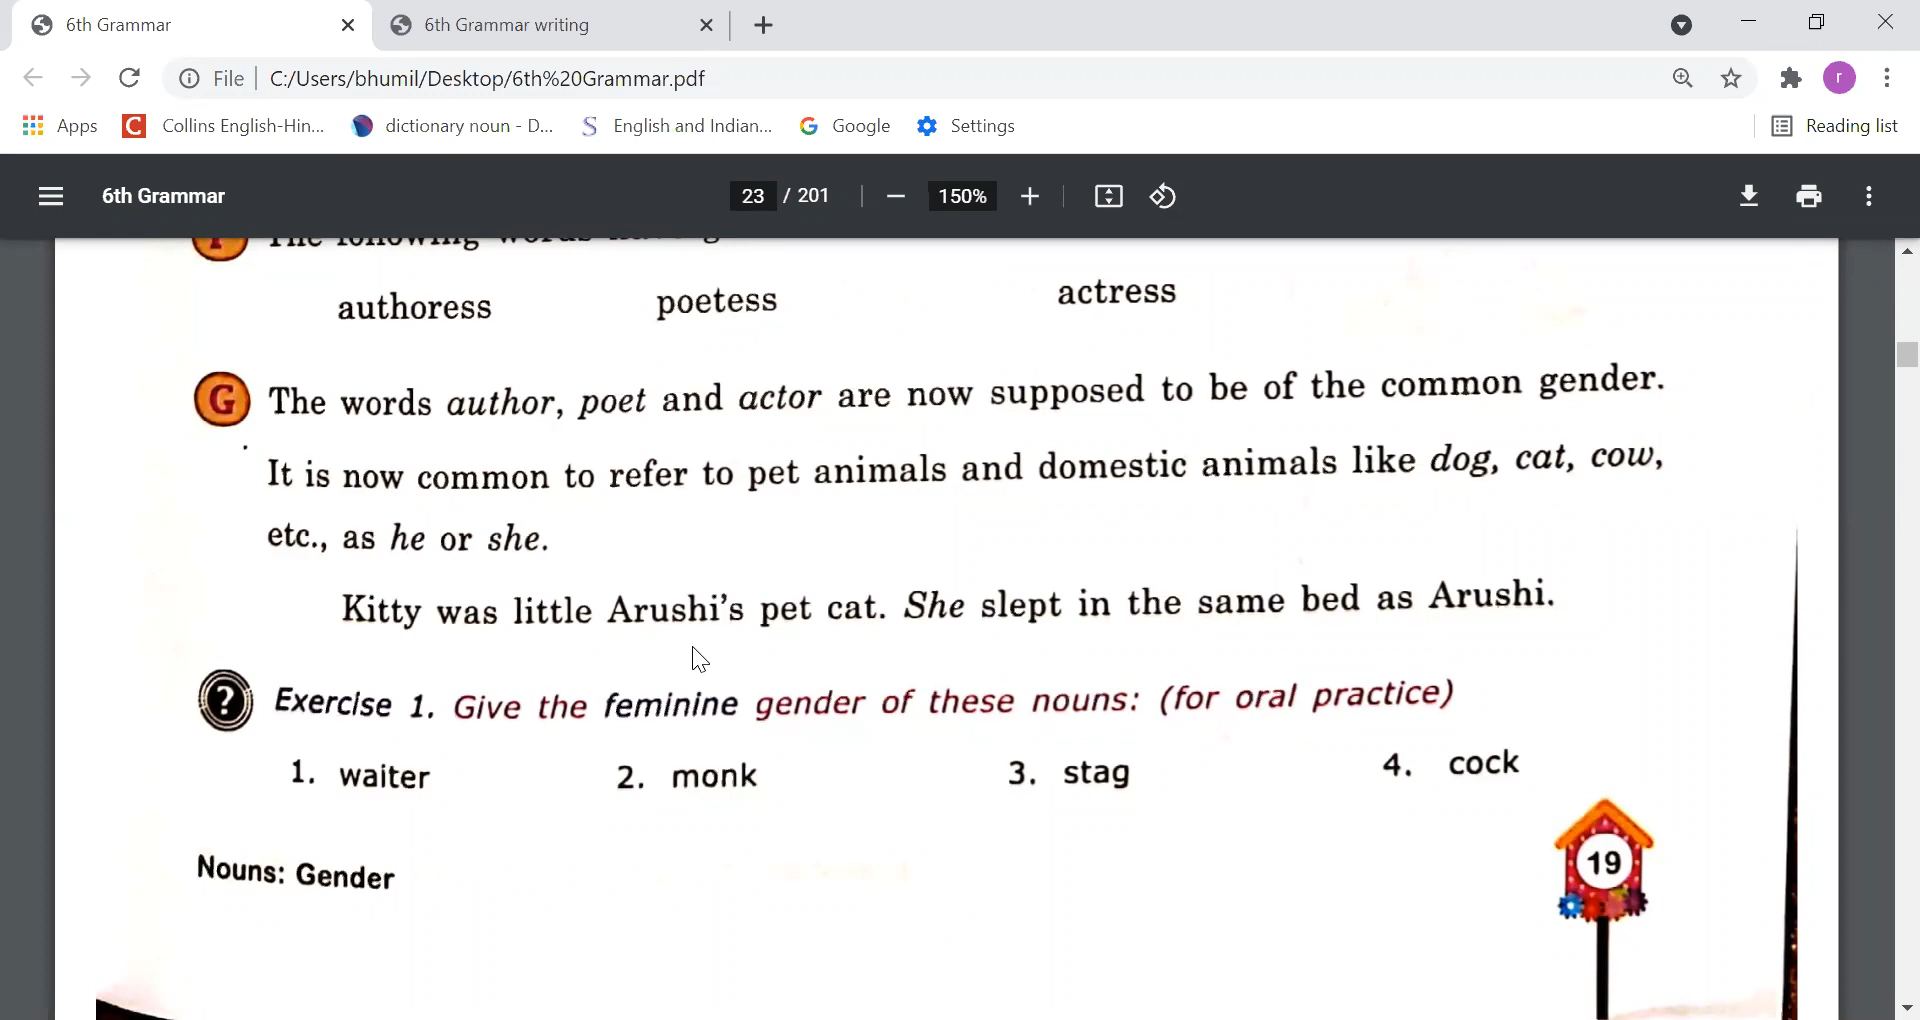 6th Grammar
6th Grammar writing
File
C:/Users/bhumil/Desktop/6th%20Grammar.pdf
r
Apps
Collins English-Hin...
dictionary noun - D...
English and Indian...
Google
Settings
Reading list
6th Grammar
23 / 201
150%
The following words
authoress poetess actress
G The words author, poet and actor are now supposed to be of the common gender.
It is now common to refer to pet animals and domestic animals like dog, cat, cow,
etc., as he or she.
Kitty was little Arushi's pet cat. She slept in the same bed as Arushi.
? Exercise 1. Give the feminine gender of these nouns: (for oral practice)
1. waiter 2. monk 3. stag 4. cock
Nouns: Gender
19